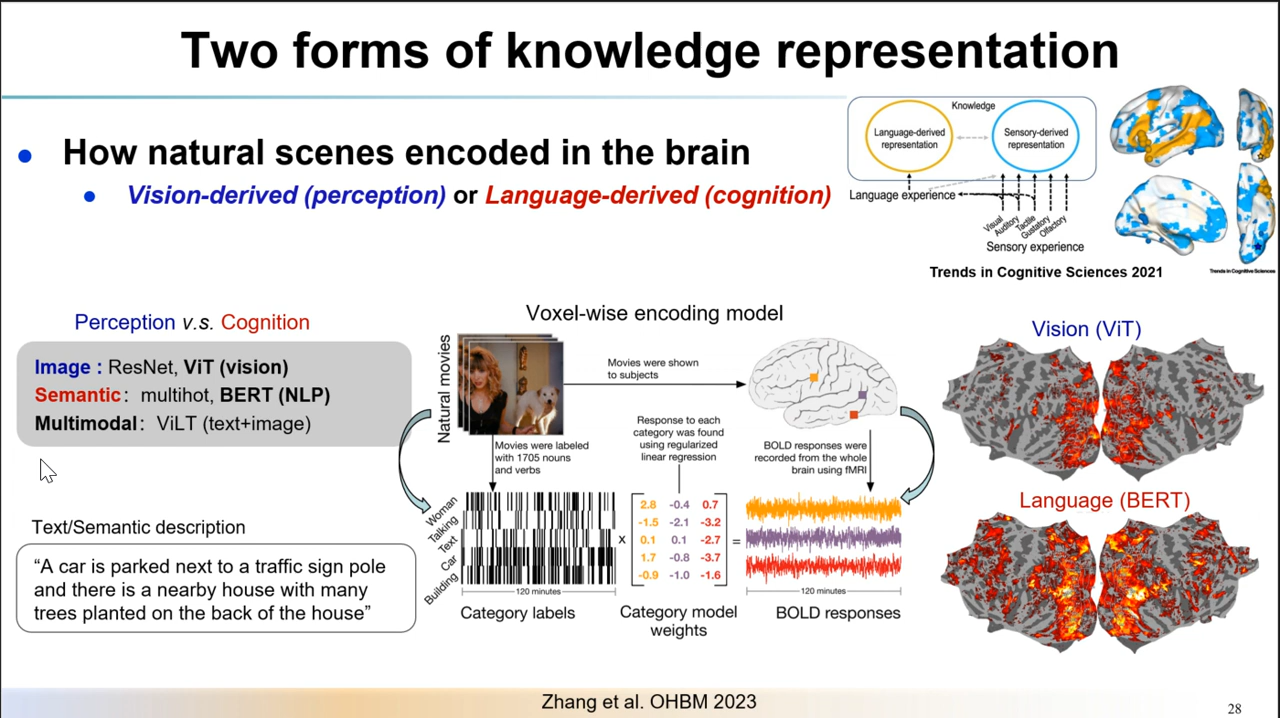 Two forms of knowledge representation
● How natural scenes encoded in the brain
● Vision-derived (perception) or Language-derived (cognition)
Knowledge
Language-derived
representation
Sensory-derived
representation
Language experience
Visual
Auditory
Tactile
Gustatory
Olfactory
Sensory experience
Trends in Cognitive Sciences
Trends in Cognitive Sciences 2021
Perception v.s. Cognition
Image : ResNet, ViT (vision)
Semantic : multihot, BERT (NLP)
Multimodal : ViLT (text+image)
Text/Semantic description
“A car is parked next to a traffic sign pole
and there is a nearby house with many
trees planted on the back of the house”
Voxel-wise encoding model
Natural movies
Movies were shown
to subjects
Movies were labeled
with 1705 nouns
and verbs
Response to each
category was found
using regularized
linear regression
BOLD responses were
recorded from the whole
brain using fMRI
Woman
Talking
Text
Car
Building
120 minutes
Category labels
x
2.8 -0.4 0.7
-1.5 -2.1 -3.2
0.1 0.1 -2.7
1.7 -0.8 -3.7
-0.9 -1.0 -1.6
Category model
weights
=
120 minutes
BOLD responses
Vision (ViT)
Language (BERT)
Zhang et al. OHBM 2023
28